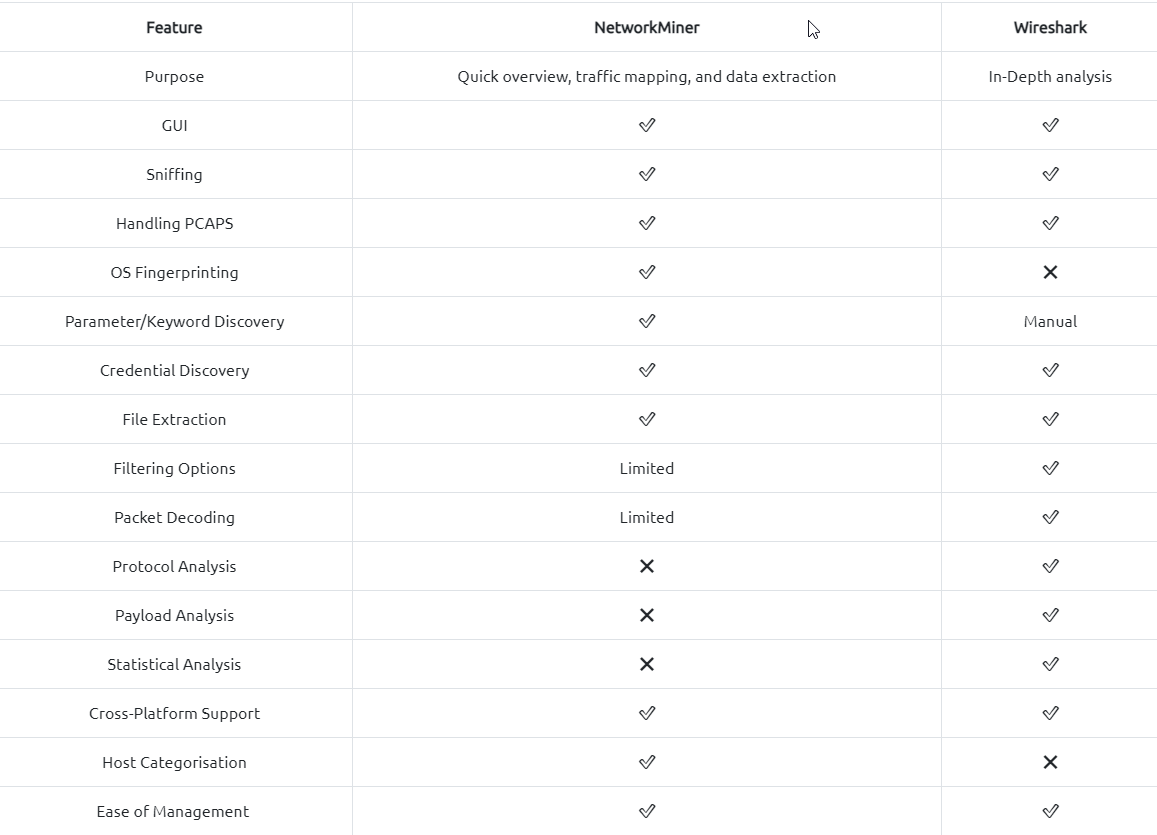 Feature NetworkMiner Wireshark
Purpose Quick overview, traffic mapping, and data extraction In-Depth analysis
GUI ✅ ✅
Sniffing ✅ ✅
Handling PCAPS ✅ ✅
OS Fingerprinting ✅ ❌
Parameter/Keyword Discovery ✅ Manual
Credential Discovery ✅ ✅
File Extraction ✅ ✅
Filtering Options Limited ✅
Packet Decoding Limited ✅
Protocol Analysis ❌ ✅
Payload Analysis ❌ ✅
Statistical Analysis ❌ ✅
Cross-Platform Support ✅ ✅
Host Categorisation ✅ ❌
Ease of Management ✅ ✅